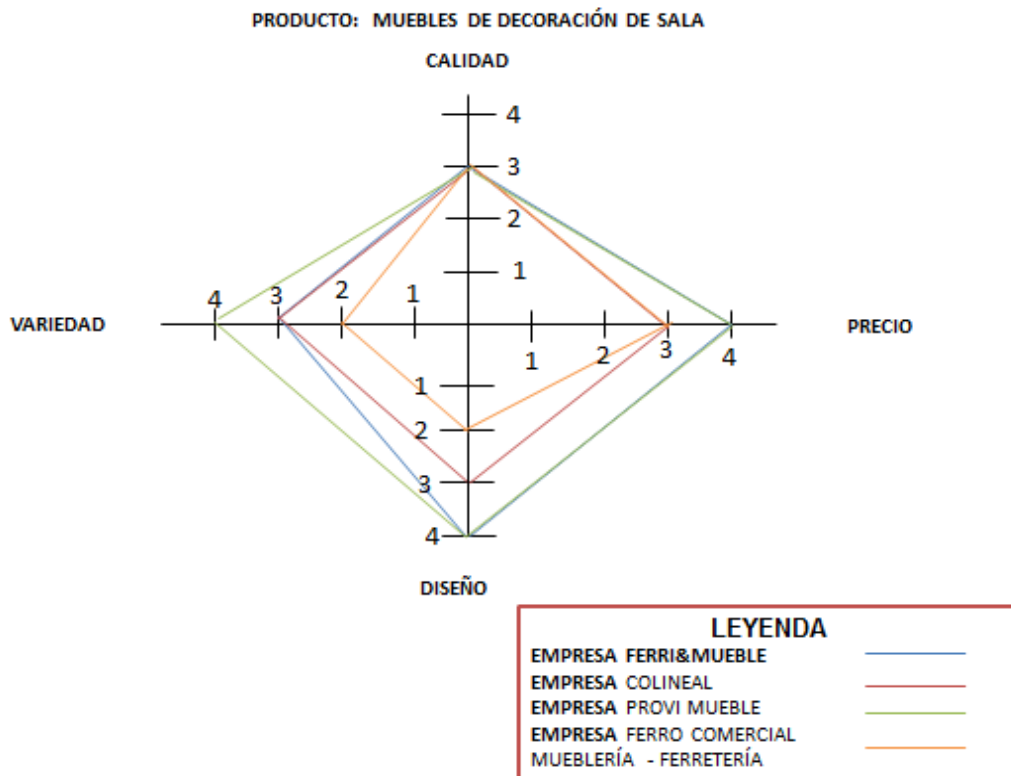 PRODUCTO: MUEBLES DE DECORACIÓN DE SALA
CALIDAD
4
3
2
1
VARIEDAD
4
3
2
1
1
2
3
4
PRECIO
1
2
3
4
DISEÑO
LEYENDA
EMPRESA FERRI&MUEBLE
EMPRESA COLINEAL
EMPRESA PROVI MUEBLE
EMPRESA FERRO COMERCIAL
MUEBLERÍA - FERRETERÍA